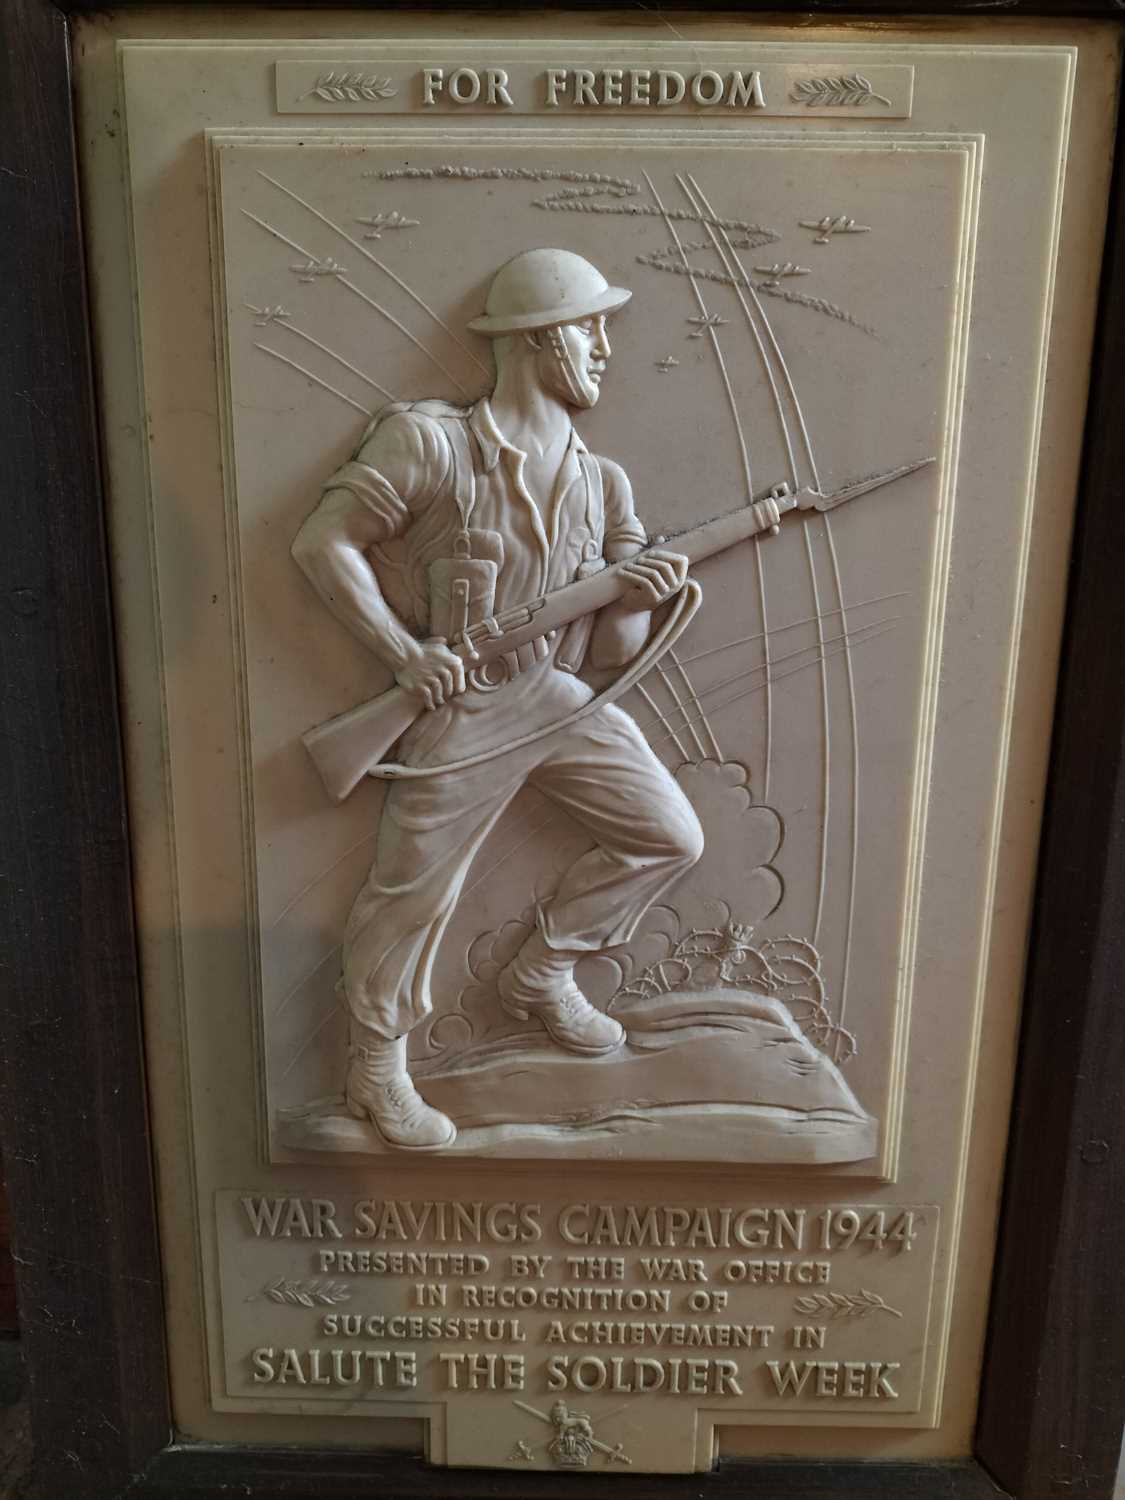 FOR FREEDOM
WAR SAVINGS CAMPAIGN 1944
PRESENTED BY THE WAR OFFICE
IN RECOGNITION OF
SUCCESSFUL ACHIEVEMENT IN
SALUTE THE SOLDIER WEEK